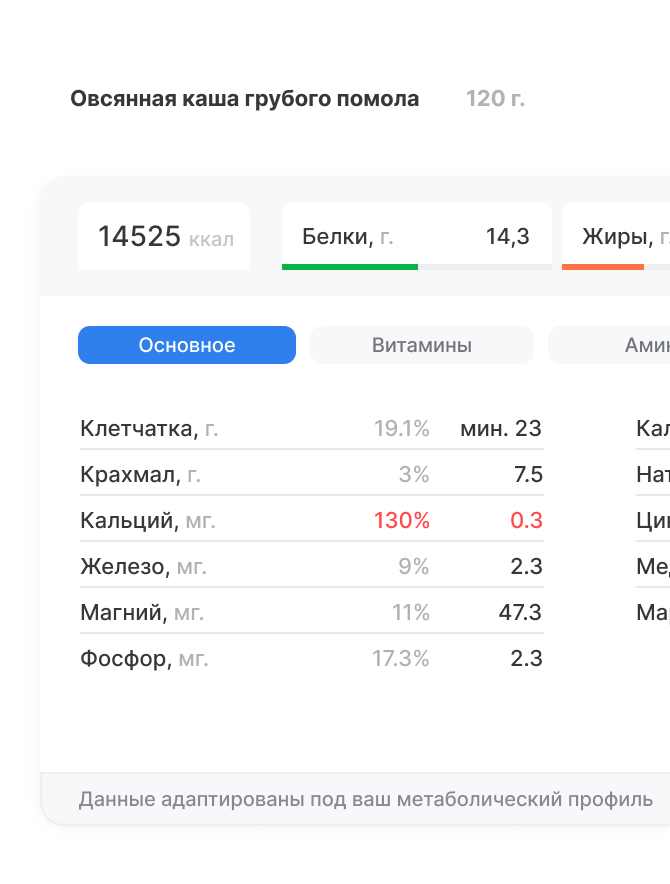 Овсянная каша грубого помола 120 г.
14525 ккал Белки, г. 14,3 Жиры, г.
Основное Витамины Амин
Клетчатка, г. 19.1% мин. 23 Кал
Крахмал, г. 3% 7.5 Нат
Кальций, мг. 130% 0.3 Цин
Железо, мг. 9% 2.3 Мед
Магний, мг. 11% 47.3 Мар
Фосфор, мг. 17.3% 2.3
Данные адаптированы под ваш метаболический профиль